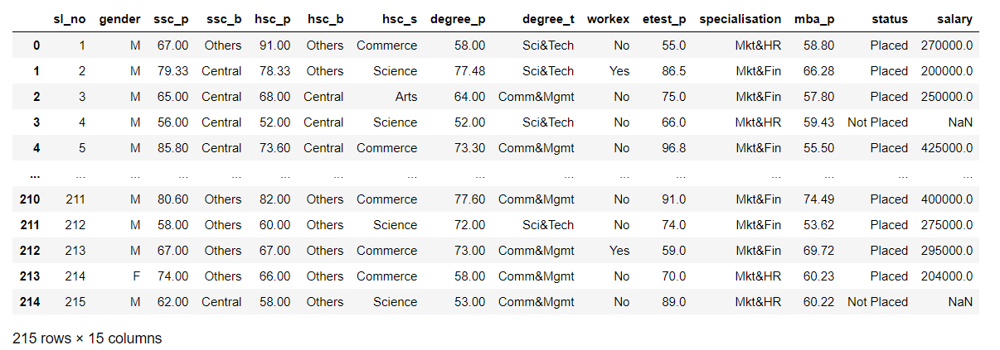 sl_no gender ssc_p ssc_b hsc_p hsc_b hsc_s degree_p degree_t workex etest_p specialisation mba_p status salary
0 1 M 67.00 Others 91.00 Others Commerce 58.00 Sci&Tech No 55.0 Mkt&HR 58.80 Placed 270000.0
1 2 M 79.33 Central 78.33 Others Science 77.48 Sci&Tech Yes 86.5 Mkt&Fin 66.28 Placed 200000.0
2 3 M 65.00 Central 68.00 Central Arts 64.00 Comm&Mgmt No 75.0 Mkt&Fin 57.80 Placed 250000.0
3 4 M 56.00 Central 52.00 Central Science 52.00 Sci&Tech No 66.0 Mkt&HR 59.43 Not Placed NaN
4 5 M 85.80 Central 73.60 Central Commerce 73.30 Comm&Mgmt No 96.8 Mkt&Fin 55.50 Placed 425000.0
... ... ... ... ... ... ... ... ... ... ... ... ... ... ... ...
210 211 M 80.60 Others 82.00 Others Commerce 77.60 Comm&Mgmt No 91.0 Mkt&Fin 74.49 Placed 400000.0
211 212 M 58.00 Others 60.00 Others Science 72.00 Sci&Tech No 74.0 Mkt&Fin 53.62 Placed 275000.0
212 213 M 67.00 Others 67.00 Others Commerce 73.00 Comm&Mgmt Yes 59.0 Mkt&Fin 69.72 Placed 295000.0
213 214 F 74.00 Others 66.00 Others Commerce 58.00 Comm&Mgmt No 70.0 Mkt&HR 60.23 Placed 204000.0
214 215 M 62.00 Central 58.00 Others Science 53.00 Comm&Mgmt No 89.0 Mkt&HR 60.22 Not Placed NaN
215 rows × 15 columns